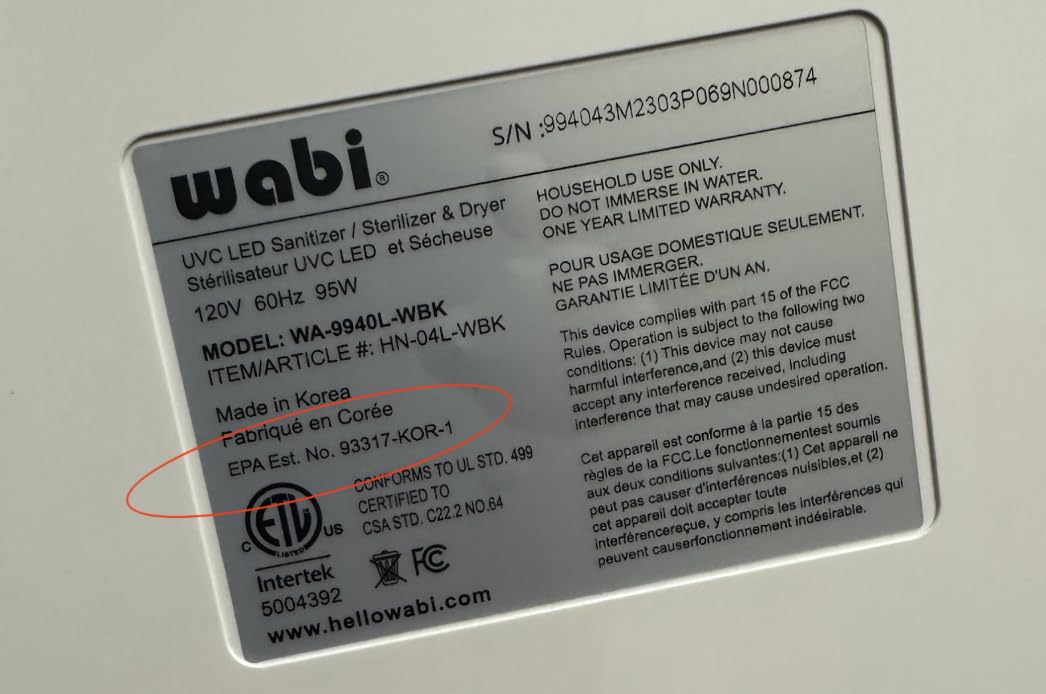 wabi®
S/N :994043M2303P069N000874
UVC LED Sanitizer / Sterilizer & Dryer
Stérilisateur UVC LED et Sécheuse
120V 60Hz 95W
MODEL: WA-9940L-WBK
ITEM/ARTICLE #: HN-04L-WBK
Made in Korea
Fabriqué en Corée
EPA Est. No. 93317-KOR-1
CONFORMS TO UL STD. 499
CERTIFIED TO
CSA STD. C22.2 NO.64
C ETL US
LISTED
Intertek
5004392
FC
www.hellowabi.com
HOUSEHOLD USE ONLY.
DO NOT IMMERSE IN WATER.
ONE YEAR LIMITED WARRANTY.
POUR USAGE DOMESTIQUE SEULEMENT.
NE PAS IMMERGER.
GARANTIE LIMITÉE D'UN AN.
This device complies with part 15 of the FCC
Rules. Operation is subject to the following two
conditions: (1) This device may not cause
harmful interference,and (2) this device must
accept any interference received, Including
interference that may cause undesired operation.
Cet appareil est conforme à la partie 15 des
règles de la FCC.Le fonctionnementest soumis
aux deux conditions suivantes:(1) Cet appareil ne
peut pas causer d'interférences nuisibles,et (2)
cet appareil doit accepter toute
interférencereçue, y compris les interférences qui
peuvent causerfonctionnement indésirable.